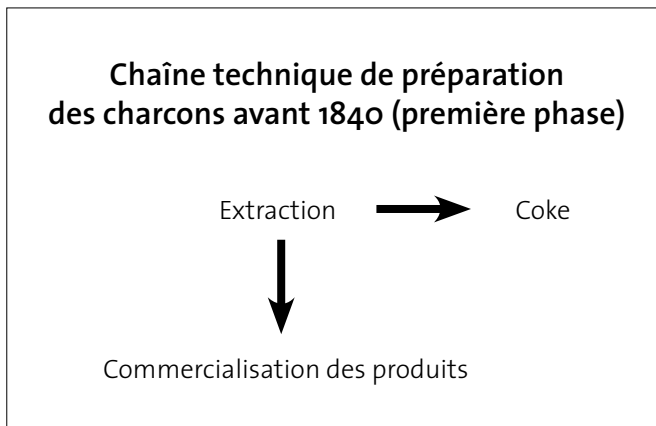 Chaîne technique de préparation
des charcons avant 1840 (première phase)
Extraction
Coke
Commercialisation des produits